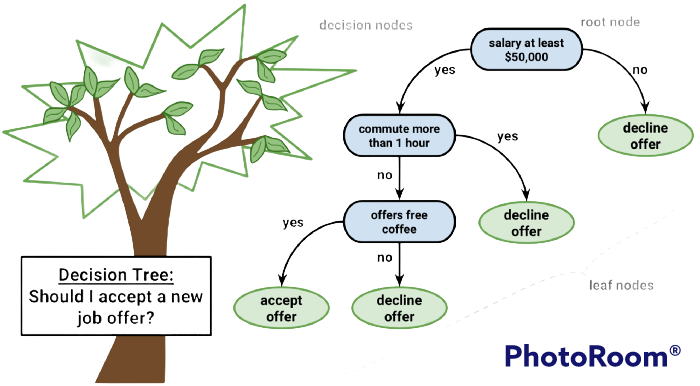 decision nodes
root node
salary at least
$50,000
yes
no
commute more
than 1 hour
yes
decline
offer
no
offers free
coffee
decline
offer
yes
no
leaf nodes
Decision Tree:
Should I accept a new
job offer?
accept
offer
decline
offer
PhotoRoom®